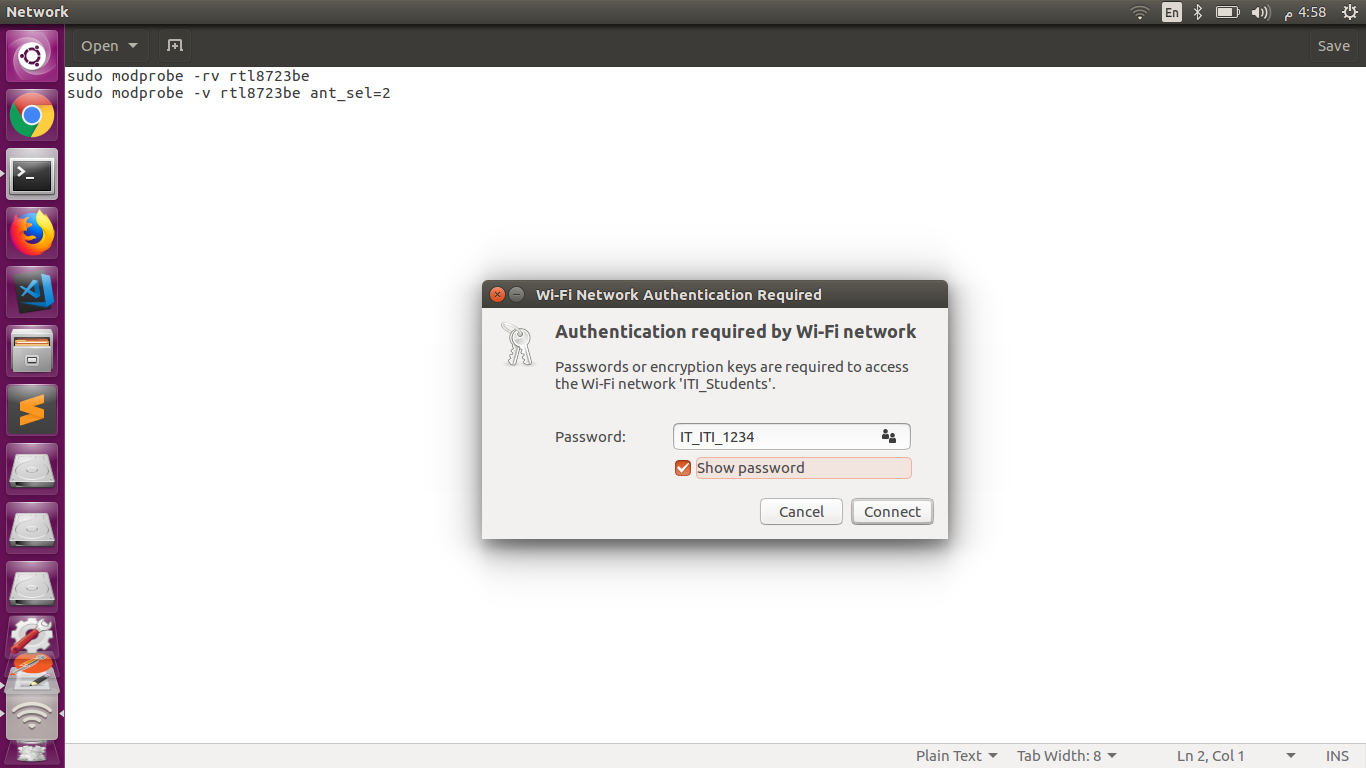 Network
En
4:58 م
Open
Save
sudo modprobe -rv rtl8723be
sudo modprobe -v rtl8723be ant_sel=2
Wi-Fi Network Authentication Required
Authentication required by Wi-Fi network
Passwords or encryption keys are required to access
the Wi-Fi network 'ITI_Students'.
Password:
IT_ITI_1234
Show password
Cancel
Connect
Plain Text
Tab Width: 8
Ln 2, Col 1
INS